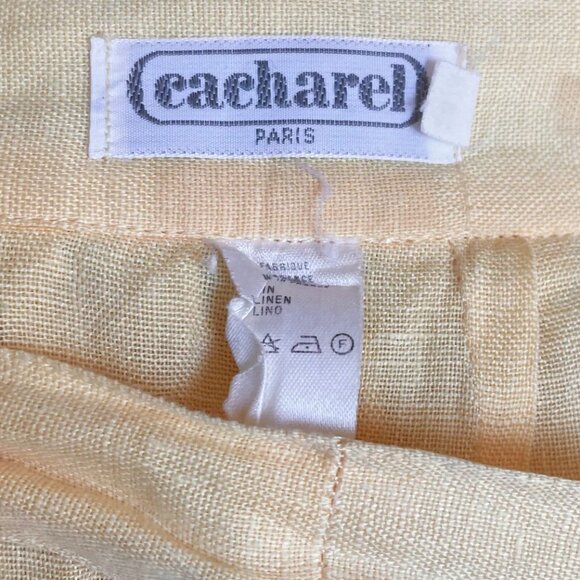 cacharel
PARIS
FABRIQUE
LINEN
LINO
F